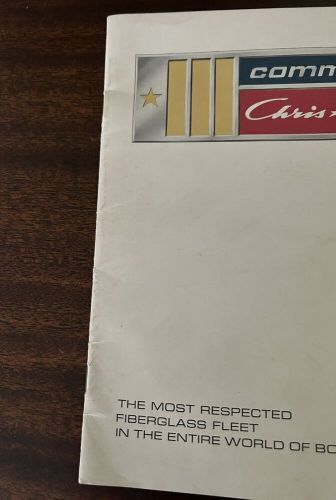 comm
Chris
THE MOST RESPECTED
FIBERGLASS FLEET
IN THE ENTIRE WORLD OF BO